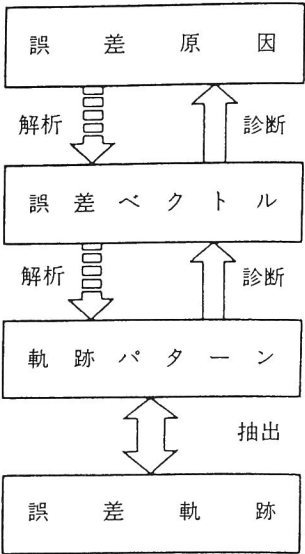 誤差原因
解析 診断
誤差ベクトル
解析 診断
軌跡パターン
抽出
誤差軌跡